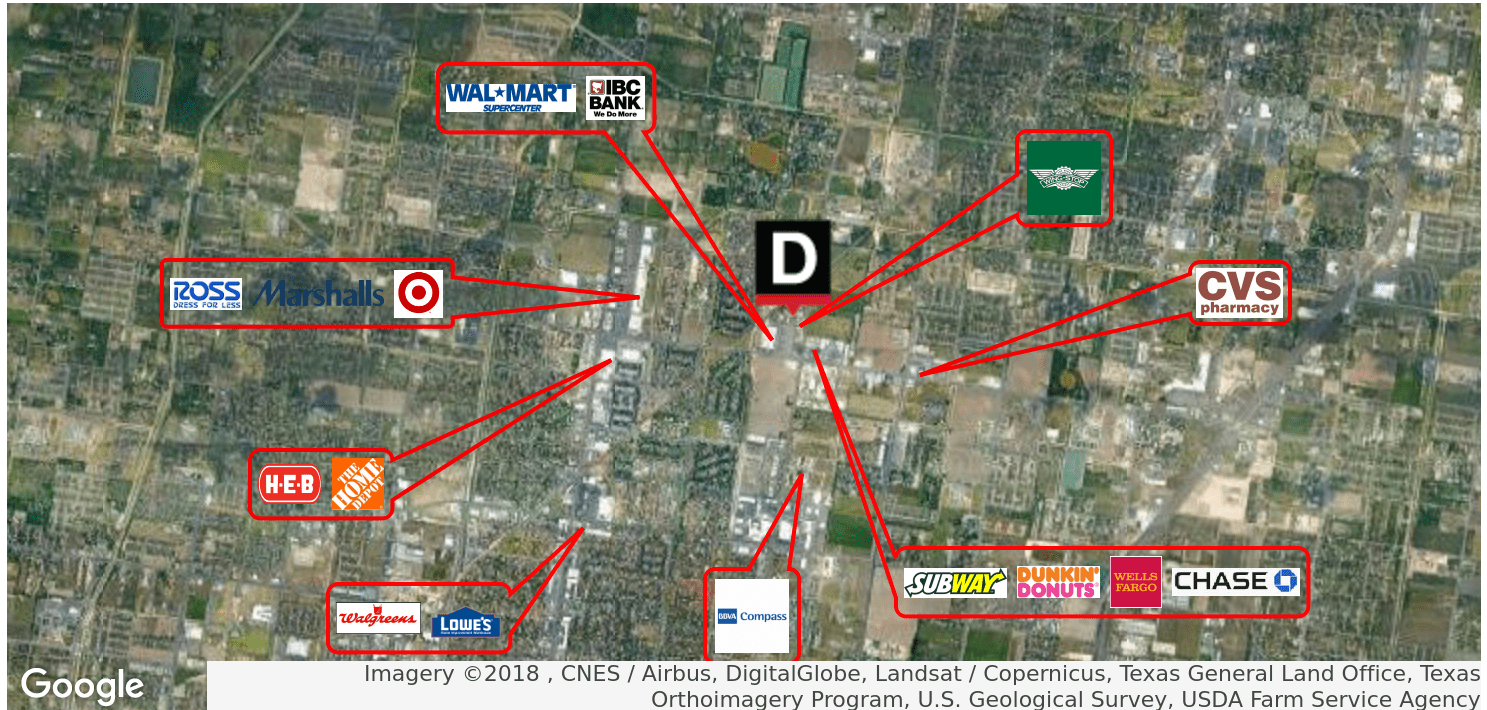 WAL★MART
SUPERCENTER
IBC
BANK
We Do More
WING·STOP
D
ROSS
DRESS FOR LESS
Marshalls
CVS
pharmacy
H-E-B
THE
HOME
DEPOT
Walgreens
LOWE'S
BBVA Compass
SUBWAY
DUNKIN'
DONUTS
WELLS
FARGO
CHASE
Google
Imagery ©2018 , CNES / Airbus, DigitalGlobe, Landsat / Copernicus, Texas General Land Office, Texas
Orthoimagery Program, U.S. Geological Survey, USDA Farm Service Agency